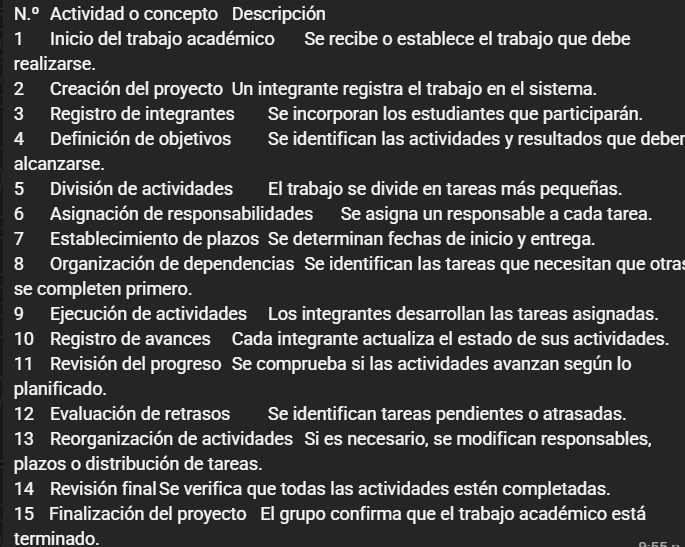 N.º Actividad o concepto Descripción
1 Inicio del trabajo académico Se recibe o establece el trabajo que debe
realizarse.
2 Creación del proyecto Un integrante registra el trabajo en el sistema.
3 Registro de integrantes Se incorporan los estudiantes que participarán.
4 Definición de objetivos Se identifican las actividades y resultados que deben
alcanzarse.
5 División de actividades El trabajo se divide en tareas más pequeñas.
6 Asignación de responsabilidades Se asigna un responsable a cada tarea.
7 Establecimiento de plazos Se determinan fechas de inicio y entrega.
8 Organización de dependencias Se identifican las tareas que necesitan que otras
se completen primero.
9 Ejecución de actividades Los integrantes desarrollan las tareas asignadas.
10 Registro de avances Cada integrante actualiza el estado de sus actividades.
11 Revisión del progreso Se comprueba si las actividades avanzan según lo
planificado.
12 Evaluación de retrasos Se identifican tareas pendientes o atrasadas.
13 Reorganización de actividades Si es necesario, se modifican responsables,
plazos o distribución de tareas.
14 Revisión final Se verifica que todas las actividades estén completadas.
15 Finalización del proyecto El grupo confirma que el trabajo académico está
terminado.